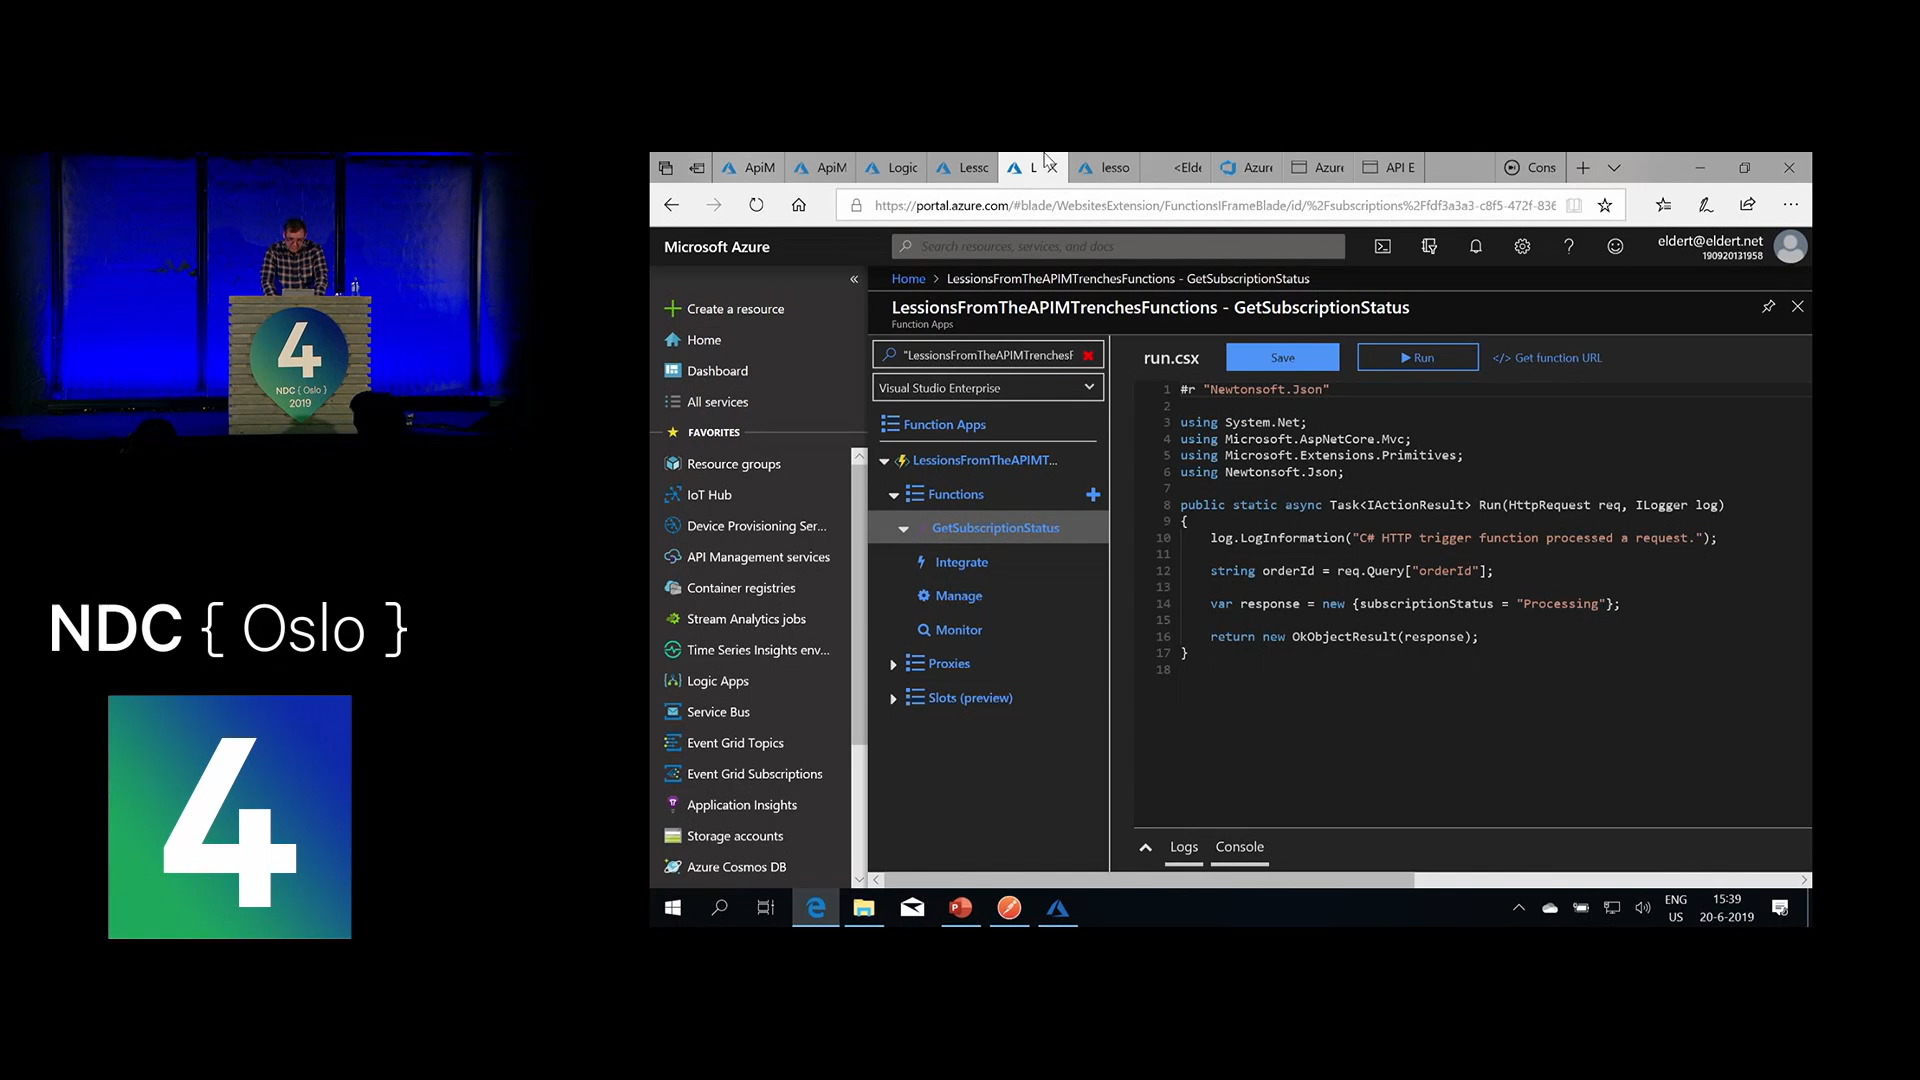 4
NDC { Oslo }
2019
NDC { Oslo }
4
ApiM
ApiM
Logic
Lessc
L
lesso
<Elde
Azure
Azure
API E
Cons
https://portal.azure.com/#blade/WebsitesExtension/FunctionsIFrameBlade/id/%2Fsubscriptions%2Ffdf3a3a3-c8f5-472f-836
Microsoft Azure
Search resources, services, and docs
eldert@eldert.net
190920131958
Home > LessionsFromTheAPIMTrenchesFunctions - GetSubscriptionStatus
LessionsFromTheAPIMTrenchesFunctions - GetSubscriptionStatus
Function Apps
Create a resource
Home
Dashboard
All services
FAVORITES
Resource groups
IoT Hub
Device Provisioning Ser...
API Management services
Container registries
Stream Analytics jobs
Time Series Insights env...
Logic Apps
Service Bus
Event Grid Topics
Event Grid Subscriptions
Application Insights
Storage accounts
Azure Cosmos DB
"LessionsFromTheAPIMTrenchesF
Visual Studio Enterprise
Function Apps
LessionsFromTheAPIMT...
Functions
GetSubscriptionStatus
Integrate
Manage
Monitor
Proxies
Slots (preview)
run.csx
Save
Run
</> Get function URL
1 #r "Newtonsoft.Json"
2
3 using System.Net;
4 using Microsoft.AspNetCore.Mvc;
5 using Microsoft.Extensions.Primitives;
6 using Newtonsoft.Json;
7
8 public static async Task<IActionResult> Run(HttpRequest req, ILogger log)
9 {
10 log.LogInformation("C# HTTP trigger function processed a request.");
11
12 string orderId = req.Query["orderId"];
13
14 var response = new {subscriptionStatus = "Processing"};
15
16 return new OkObjectResult(response);
17 }
18
Logs
Console
ENG
US
15:39
20-6-2019